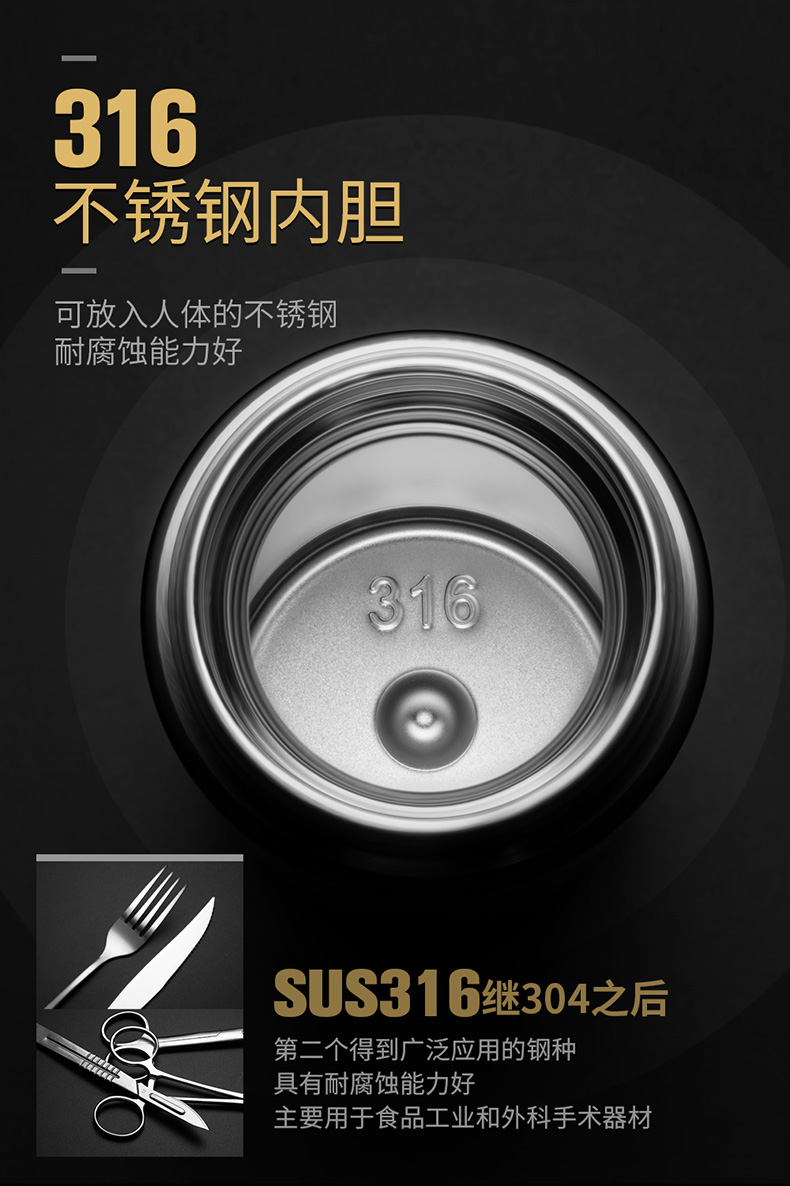 316
不锈钢内胆
可放入人体的不锈钢
耐腐蚀能力好
316
SUS316继304之后
第二个得到广泛应用的钢种
具有耐腐蚀能力好
主要用于食品工业和外科手术器材